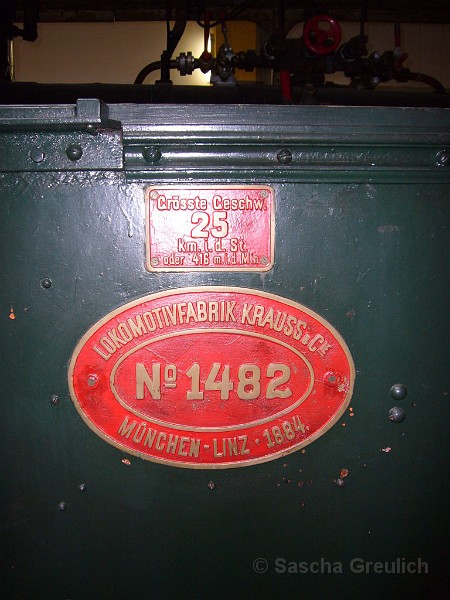 Grösste Geschw.
25
km. i. d. St.
oder 416 m. i. d. Min.
LOKOMOTIVFABRIK KRAUSS & Cie
No 1482
MÜNCHEN - LINZ - 1884.
© Sascha Greulich